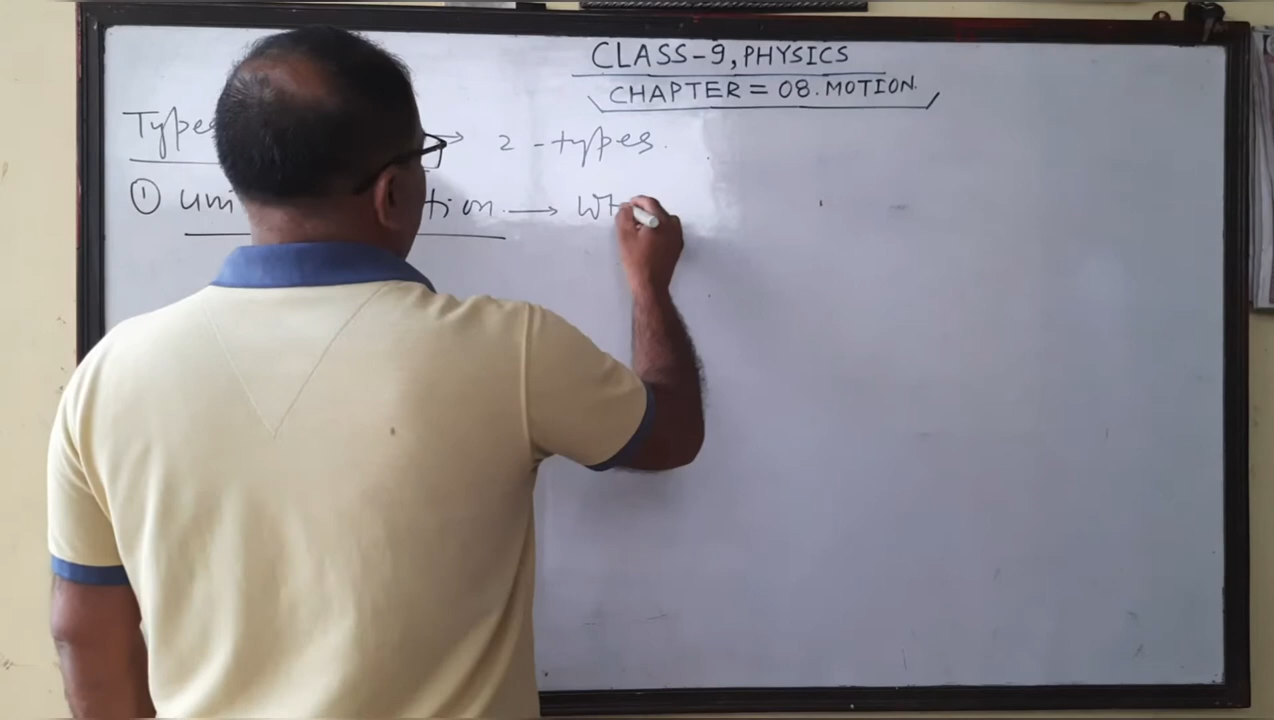 CLASS-9, PHYSICS
CHAPTER = 08. MOTION.
Types → 2 - types.
① uni tion. → Wh